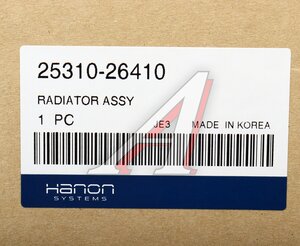 25310-26410
RADIATOR ASSY
1 PC
JE3 MADE IN KOREA
Hanon
SYSTEMS